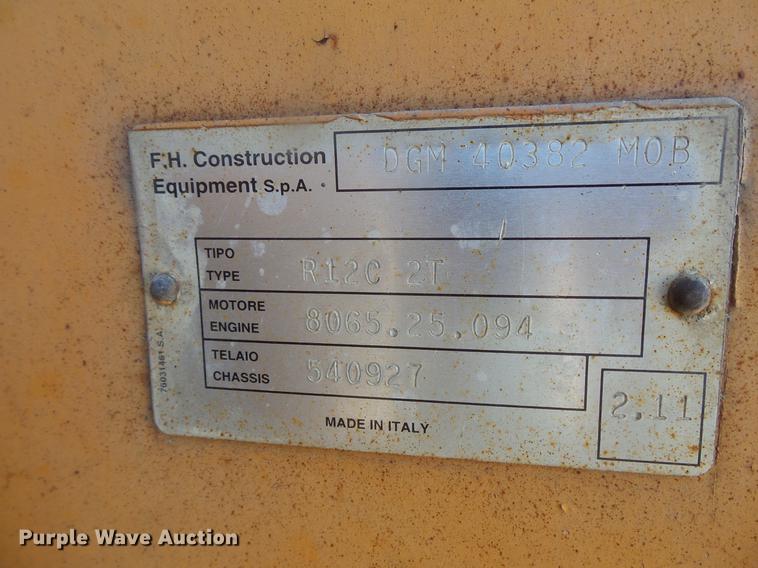 F.H. Construction
Equipment S.p.A.
DGM 40382 MOB
TIPO
TYPE
R12C 2T
MOTORE
ENGINE
8065.25.094
TELAIO
CHASSIS
540927
2.11
MADE IN ITALY
76031461 S.A.
Purple Wave Auction